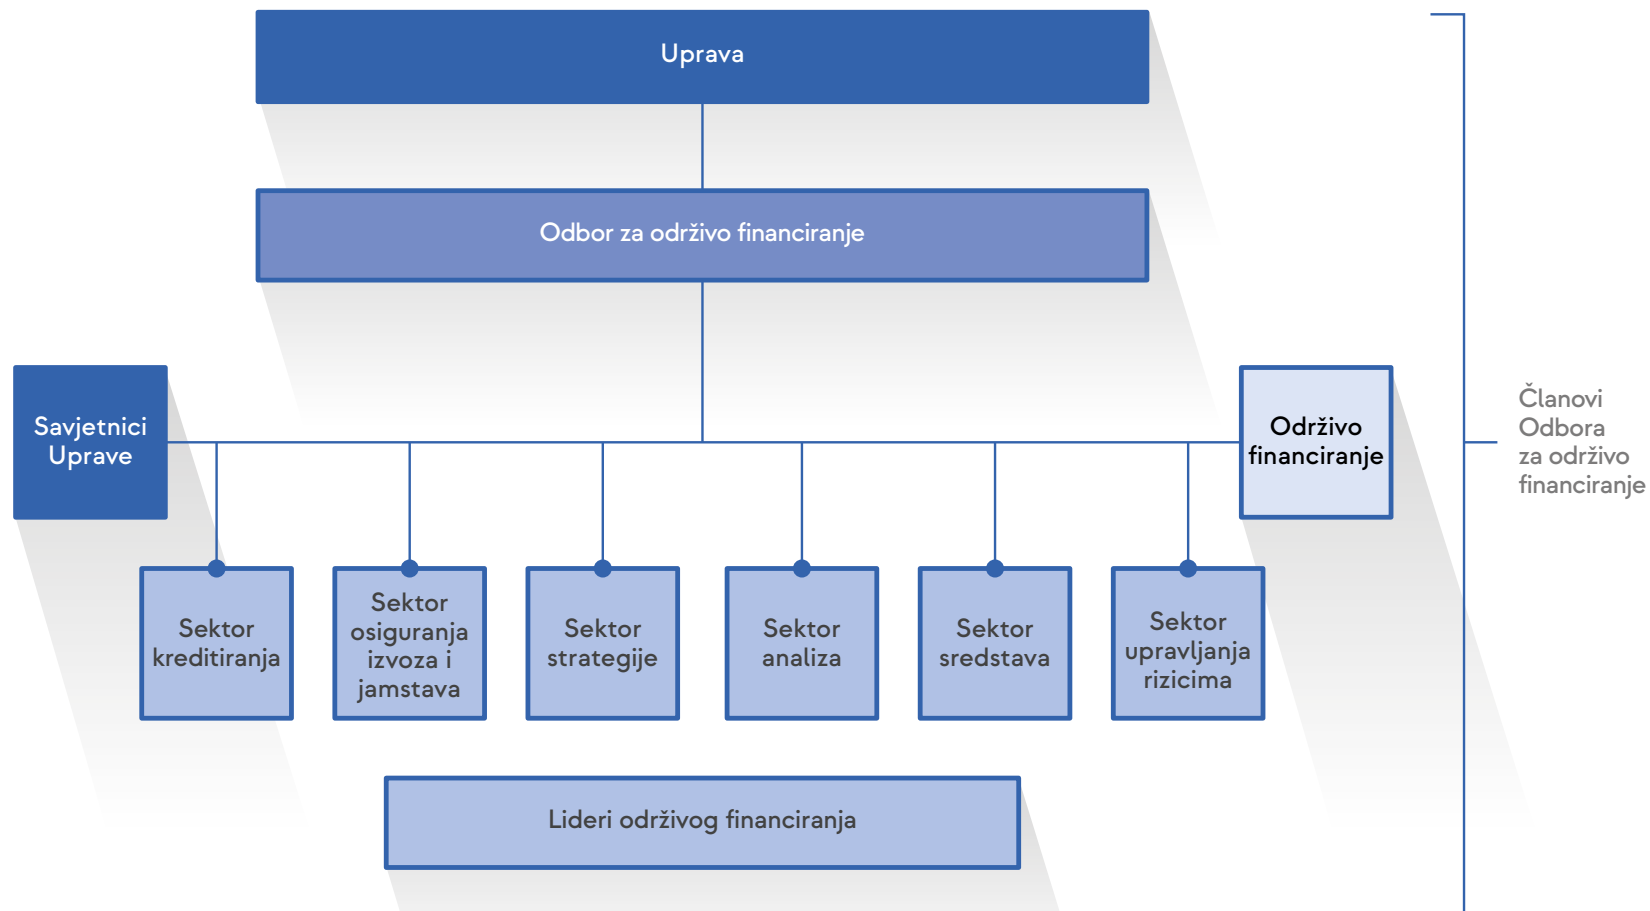 Uprava
Odbor za održivo financiranje
Savjetnici
Uprave
Održivo
financiranje
Članovi
Odbora
za održivo
financiranje
Sektor
kreditiranja
Sektor
osiguranja
izvoza i
jamstava
Sektor
strategije
Sektor
analiza
Sektor
sredstava
Sektor
upravljanja
rizicima
Lideri održivog financiranja